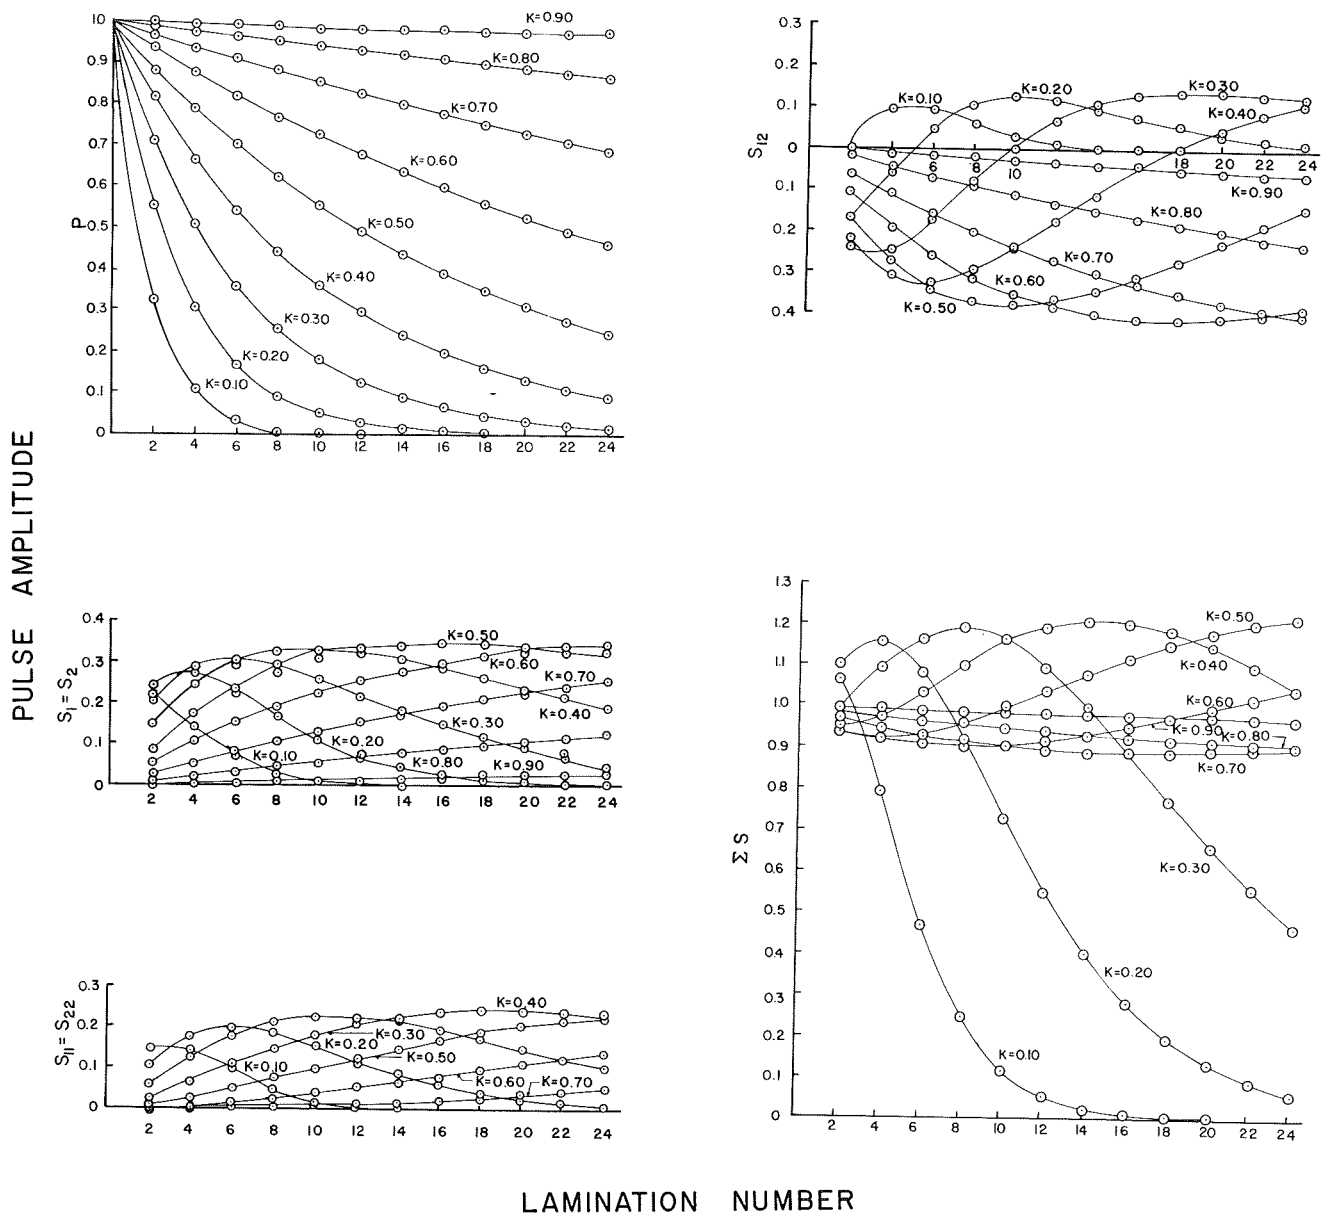 PULSE AMPLITUDE
P
1.0
0.9
0.8
0.7
0.6
0.5
0.4
0.3
0.2
0.1
0
K=0.90
K=0.80
K=0.70
K=0.60
K=0.50
K=0.40
K=0.30
K=0.20
K=0.10
2 4 6 8 10 12 14 16 18 20 22 24
S12
0.3
0.2
0.1
0
0.1
0.2
0.3
0.4
K=0.10
K=0.20
K=0.30
K=0.40
6 8 10 18 20 22 24
K=0.90
K=0.80
K=0.70
K=0.60
K=0.50
S1=S2
0.4
0.3
0.2
0.1
0
K=0.50
K=0.60
K=0.70
K=0.40
K=0.30
K=0.20
K=0.10
K=0.80
K=0.90
2 4 6 8 10 12 14 16 18 20 22 24
S11=S22
0.3
0.2
0.1
0
K=0.40
K=0.30
K=0.20
K=0.50
K=0.10
K=0.60
K=0.70
2 4 6 8 10 12 14 16 18 20 22 24
ΣS
1.3
1.2
1.1
1.0
0.9
0.8
0.7
0.6
0.5
0.4
0.3
0.2
0.1
0
K=0.50
K=0.40
K=0.60
K=0.90
K=0.80
K=0.70
K=0.30
K=0.20
K=0.10
2 4 6 8 10 12 14 16 18 20 22 24
LAMINATION NUMBER